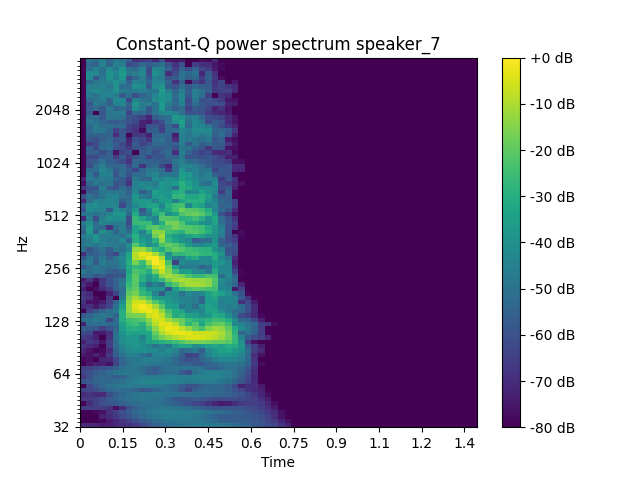 Constant-Q power spectrum speaker_7
Hz
2048
1024
512
256
128
64
32
0 0.15 0.3 0.45 0.6 0.75 0.9 1.1 1.2 1.4
Time
+0 dB
-10 dB
-20 dB
-30 dB
-40 dB
-50 dB
-60 dB
-70 dB
-80 dB